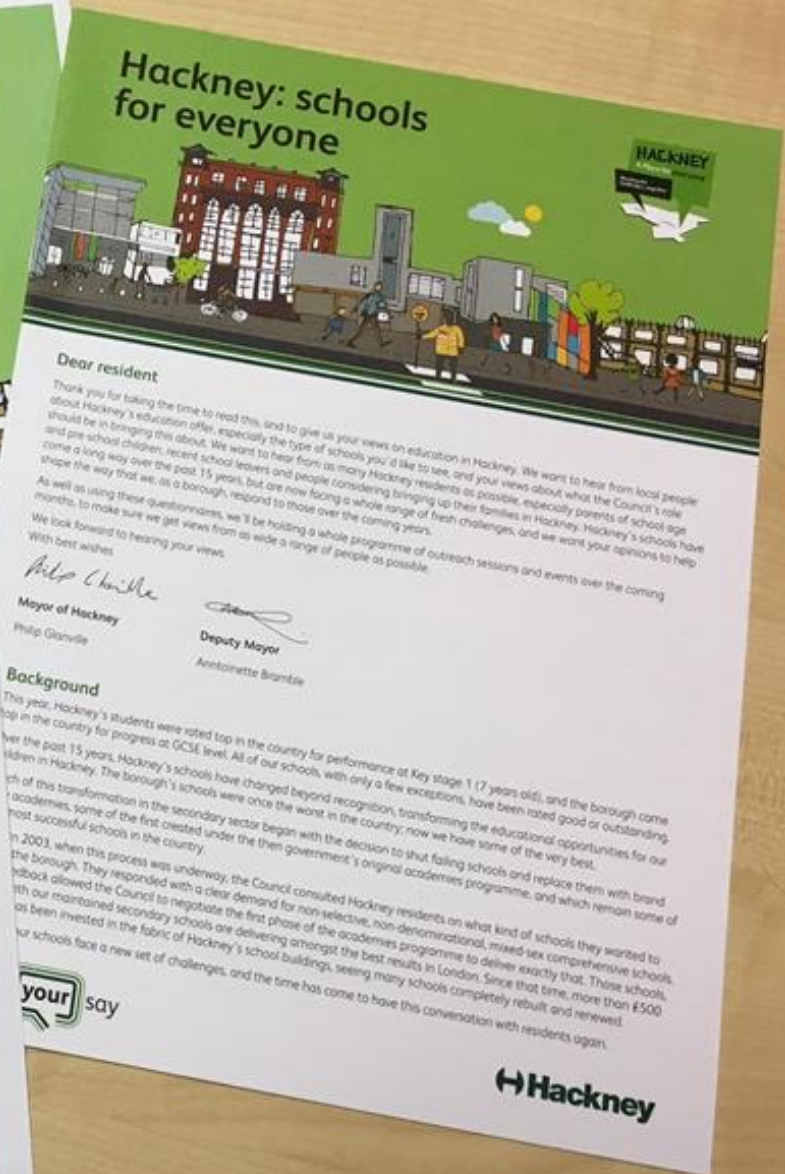 Hackney: schools
for everyone
HACKNEY
Dear resident
Thank you for taking the time to read this, and to give us your views on education in Hackney. We want to hear from local people
about Hackney's education offer, especially the type of schools you'd like to see, and your views about what the Council's role
should be in bringing this about. We want to hear from as many Hackney residents as possible, especially parents of school age
and pre school children, recent school leavers and people considering bringing up their families in Hackney. Hackney's schools have
come a long way over the past 15 years, but are now facing a whole range of fresh challenges, and we want your opinions to help
shape the way that we, as a borough, respond to those over the coming years.
As well as using these questionnaires, we'll be holding a whole programme of outreach sessions and events over the coming
months, to make sure we get views from as wide a range of people as possible.
We look forward to hearing your views
With best wishes
Mayor of Hackney
Philip Glanville
Deputy Mayor
Anntoinette Bramble
Background
This year, Hackney's students were rated top in the country for performance at Key stage 1 (7 years old), and the borough came
top in the country for progress at GCSE level. All of our schools, with only a few exceptions, have been rated good or outstanding.
ver the past 15 years, Hackney's schools have changed beyond recognition, transforming the educational opportunities for our
ildren in Hackney. The borough's schools were once the worst in the country; now we have some of the very best.
ch of this transformation in the secondary sector began with the decision to shut failing schools and replace them with brand
academies, some of the first created under the then government's original academies programme, and which remain some of
most successful schools in the country.
n 2003, when this process was underway, the Council consulted Hackney residents on what kind of schools they wanted to
the borough. They responded with a clear demand for non-selective, non-denominational, mixed-sex comprehensive schools.
edback allowed the Council to negotiate the first phase of the academies programme to deliver exactly that. Those schools,
ith our maintained secondary schools are delivering amongst the best results in London. Since that time, more than £500
as been invested in the fabric of Hackney's school buildings, seeing many schools completely rebuilt and renewed.
ur schools face a new set of challenges, and the time has come to have this conversation with residents again.
your say
Hackney